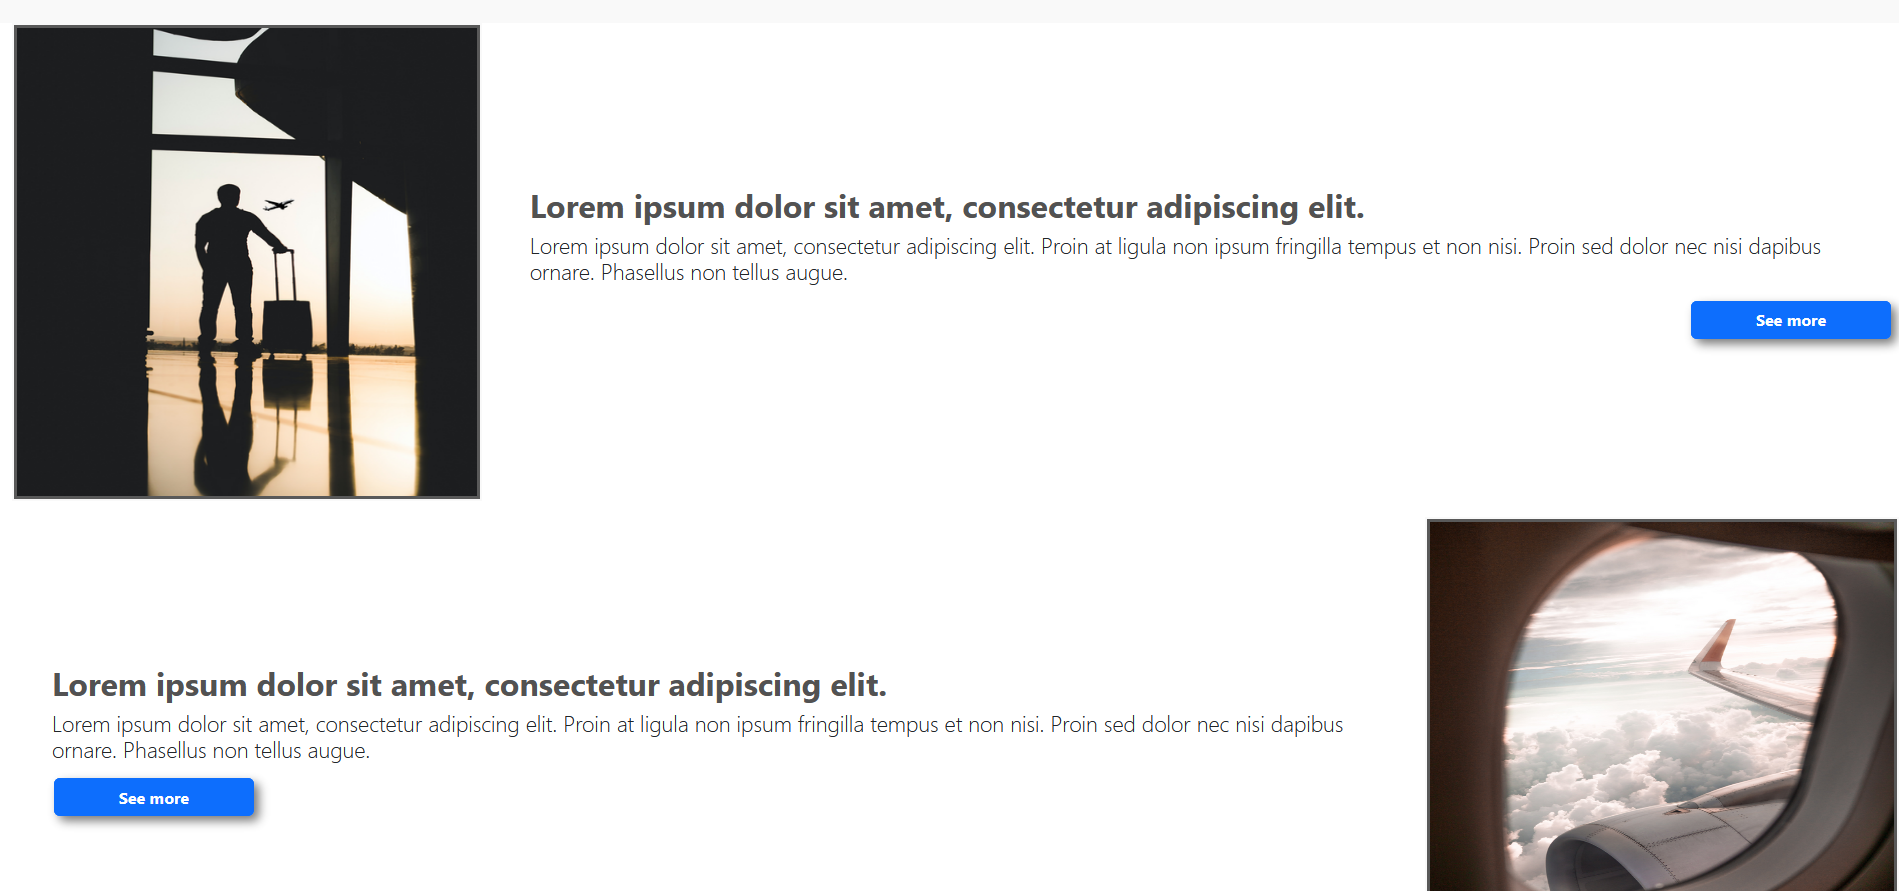 Lorem ipsum dolor sit amet, consectetur adipiscing elit.
Lorem ipsum dolor sit amet, consectetur adipiscing elit. Proin at ligula non ipsum fringilla tempus et non nisi. Proin sed dolor nec nisi dapibus
ornare. Phasellus non tellus augue.
See more
Lorem ipsum dolor sit amet, consectetur adipiscing elit.
Lorem ipsum dolor sit amet, consectetur adipiscing elit. Proin at ligula non ipsum fringilla tempus et non nisi. Proin sed dolor nec nisi dapibus
ornare. Phasellus non tellus augue.
See more